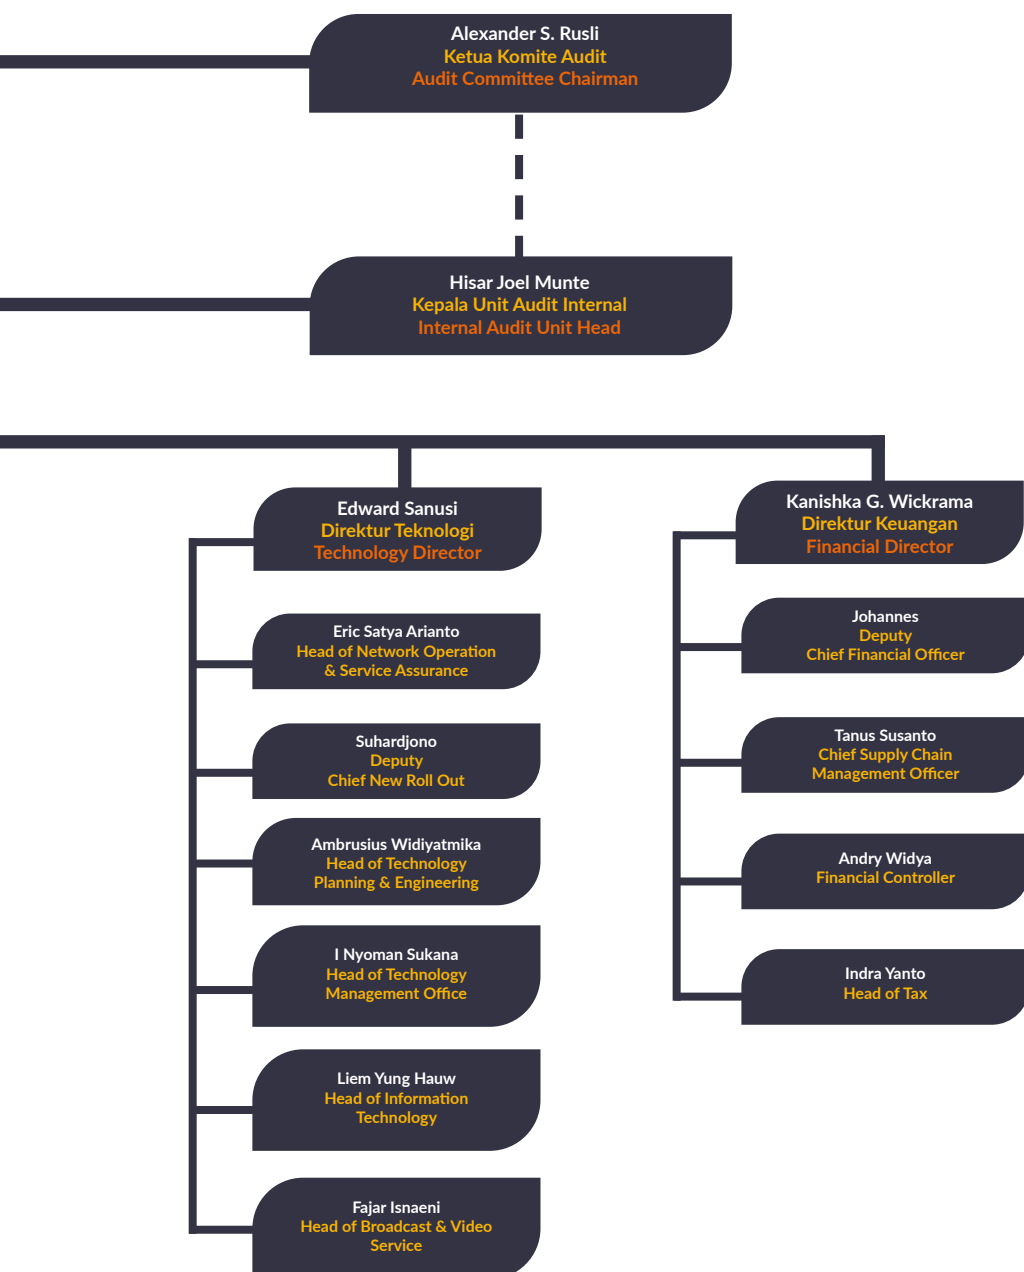 Alexander S. Rusli
Ketua Komite Audit
Audit Committee Chairman
Hisar Joel Munte
Kepala Unit Audit Internal
Internal Audit Unit Head
Edward Sanusi
Direktur Teknologi
Technology Director
Eric Satya Arianto
Head of Network Operation
& Service Assurance
Suhardjono
Deputy
Chief New Roll Out
Ambrusius Widiyatmika
Head of Technology
Planning & Engineering
I Nyoman Sukana
Head of Technology
Management Office
Liem Yung Hauw
Head of Information
Technology
Fajar Isnaeni
Head of Broadcast & Video
Service
Kanishka G. Wickrama
Direktur Keuangan
Financial Director
Johannes
Deputy
Chief Financial Officer
Tanus Susanto
Chief Supply Chain
Management Officer
Andry Widya
Financial Controller
Indra Yanto
Head of Tax